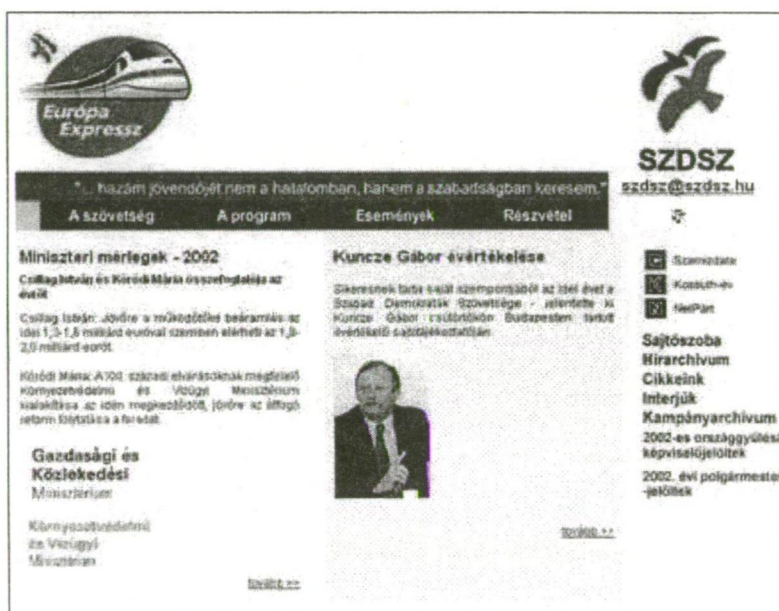 Európa
Expressz
SZDSZ
szdsz@szdsz.hu
"... hazám jövendőjét nem a hatalomban, hanem a szabadságban keresem."
A szövetség A program Események Részvétel
Miniszteri mérlegek - 2002
Csillag István és Kóródi Mária összefoglalója az
évről
Csillag István: Jövőre a működőtőke beáramlás az
idei 1,3-1,6 milliárd euróval szemben elérheti az 1,8-
2,0 milliárd eurót.
Kóródi Mária: A XXI. századi elvárásoknak megfelelő
Környezetvédelmi és Vízügyi Minisztérium
kialakítása az idén megkezdődött, jövőre az átfogó
reform folytatása a feladat.
Gazdasági és
Közlekedési
Minisztérium
Környezetvédelmi
és Vízügyi
Minisztérium
tovább >>
Kuncze Gábor évértékelése
Sikeresnek tartja saját szempontjából az idei évet a
Szabad Demokraták Szövetsége - jelentette ki
Kuncze Gábor csütörtökön Budapesten tartott
évértékelő sajtótájékoztatóján.
tovább >>
Szamizdata
Kossuth-év
NetPárt
Sajtószoba
Hírarchívum
Cikkeink
Interjúk
Kampányarchívum
2002-es országgyűlési
képviselőjelöltek
2002. évi polgármester
-jelöltek